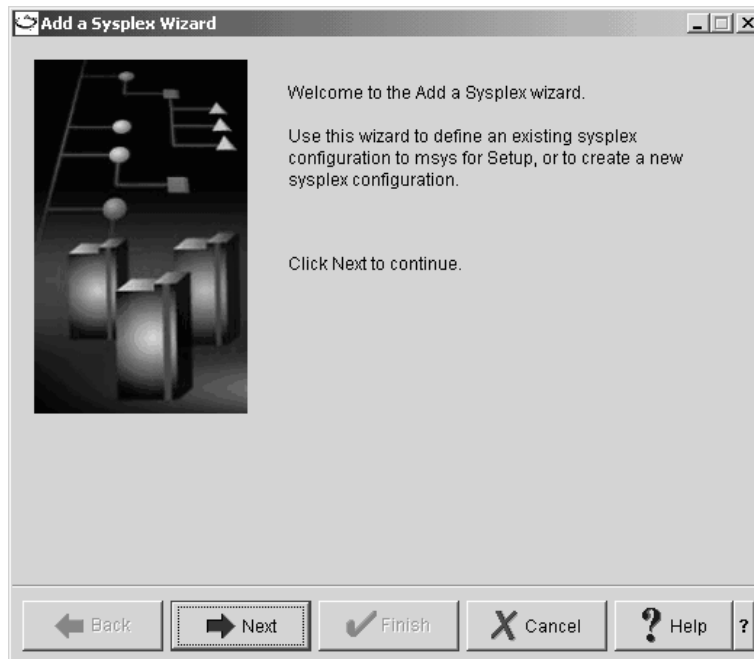 Add a Sysplex Wizard
Welcome to the Add a Sysplex wizard.
Use this wizard to define an existing sysplex
configuration to msys for Setup, or to create a new
sysplex configuration.
Click Next to continue.
Back
Next
Finish
Cancel
? Help
?